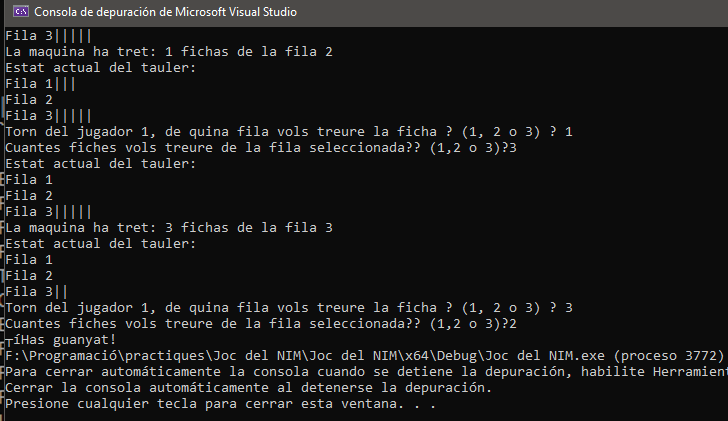 Consola de depuración de Microsoft Visual Studio
Fila 3|||||
La maquina ha tret: 1 fichas de la fila 2
Estat actual del tauler:
Fila 1|||
Fila 2
Fila 3|||||
Torn del jugador 1, de quina fila vols treure la ficha ? (1, 2 o 3) ? 1
Cuantes fiches vols treure de la fila seleccionada?? (1,2 o 3)?3
Estat actual del tauler:
Fila 1
Fila 2
Fila 3|||||
La maquina ha tret: 3 fichas de la fila 3
Estat actual del tauler:
Fila 1
Fila 2
Fila 3||
Torn del jugador 1, de quina fila vols treure la ficha ? (1, 2 o 3) ? 3
Cuantes fiches vols treure de la fila seleccionada?? (1,2 o 3)?2
┬íHas guanyat!
F:\Programació\practiques\Joc del NIM\Joc del NIM\x64\Debug\Joc del NIM.exe (proceso 3772)
Para cerrar automáticamente la consola cuando se detiene la depuración, habilite Herramien
Cerrar la consola automáticamente al detenerse la depuración.
Presione cualquier tecla para cerrar esta ventana. . .